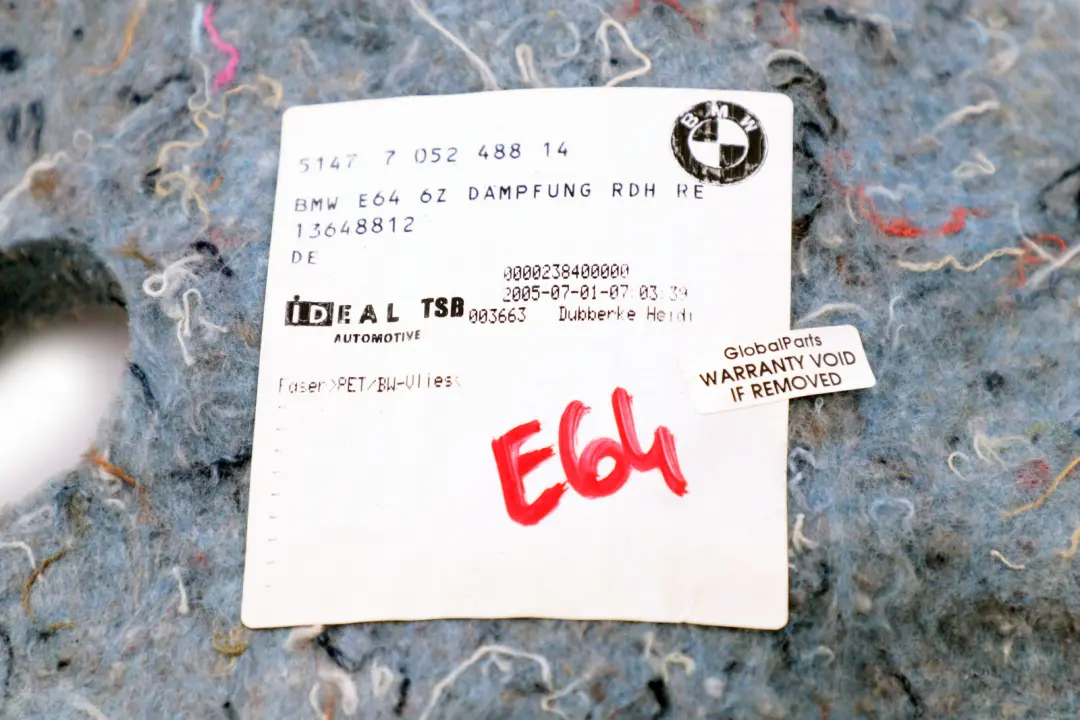 BMW
5147 7 052 488 14
BMW E64 6Z DAMPFUNG RDH RE
13648812
DE
0000238400000
2005-07-01-07:03:39
IDEAL TSB 003663 Dubberke Heidi
AUTOMOTIVE
GlobalParts
WARRANTY VOID
IF REMOVED
Faser>PET/BW-Vlies<
E64